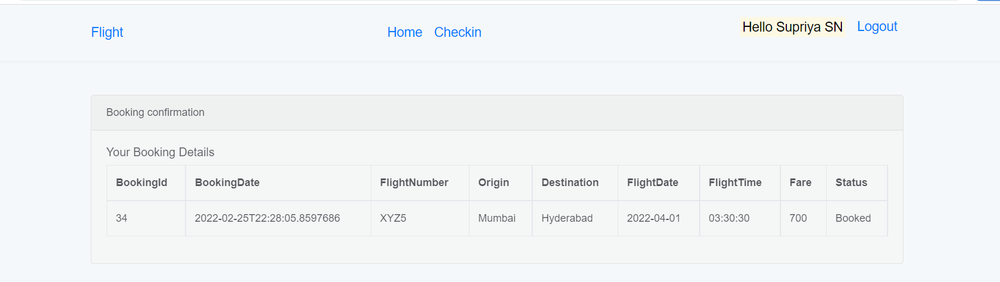 Flight Home Checkin Hello Supriya SN Logout
Booking confirmation
Your Booking Details
BookingId BookingDate FlightNumber Origin Destination FlightDate FlightTime Fare Status
34 2022-02-25T22:28:05.8597686 XYZ5 Mumbai Hyderabad 2022-04-01 03:30:30 700 Booked